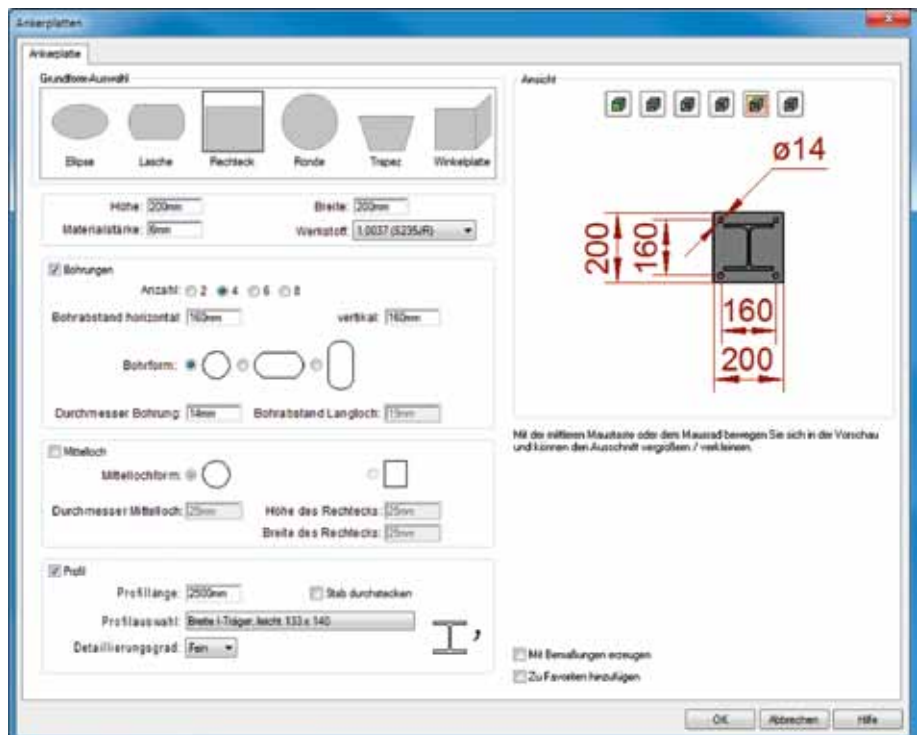 Ankerplatten
Ankerplatte
Grundform-Auswahl
Ellipse Lasche Rechteck Ronde Trapez Winkelplatte
Höhe: 200mm Breite: 200mm
Materialstärke: 6mm Werkstoff: 1.0037 (S235JR)
Bohrungen
Anzahl: 2 4 6 8
Bohrabstand horizontal: 160mm vertikal: 160mm
Bohrform:
Durchmesser Bohrung: 14mm Bohrabstand Langloch: 19mm
Mittelloch
Mittellochform:
Durchmesser Mittelloch: 25mm Höhe des Rechtecks: 25mm
Breite des Rechtecks: 25mm
Profil
Profillänge: 2500mm Stab durchstecken
Profilauswahl: Breite I-Träger, leicht 133 x 140
Detaillierungsgrad: Fein
Ansicht
ø14
200
160
160
200
Mit der mittleren Maustaste oder dem Mausrad bewegen Sie sich in der Vorschau
und können den Ausschnitt vergrößern / verkleinern.
Mit Bemaßungen erzeugen
Zu Favoriten hinzufügen
OK Abbrechen Hilfe